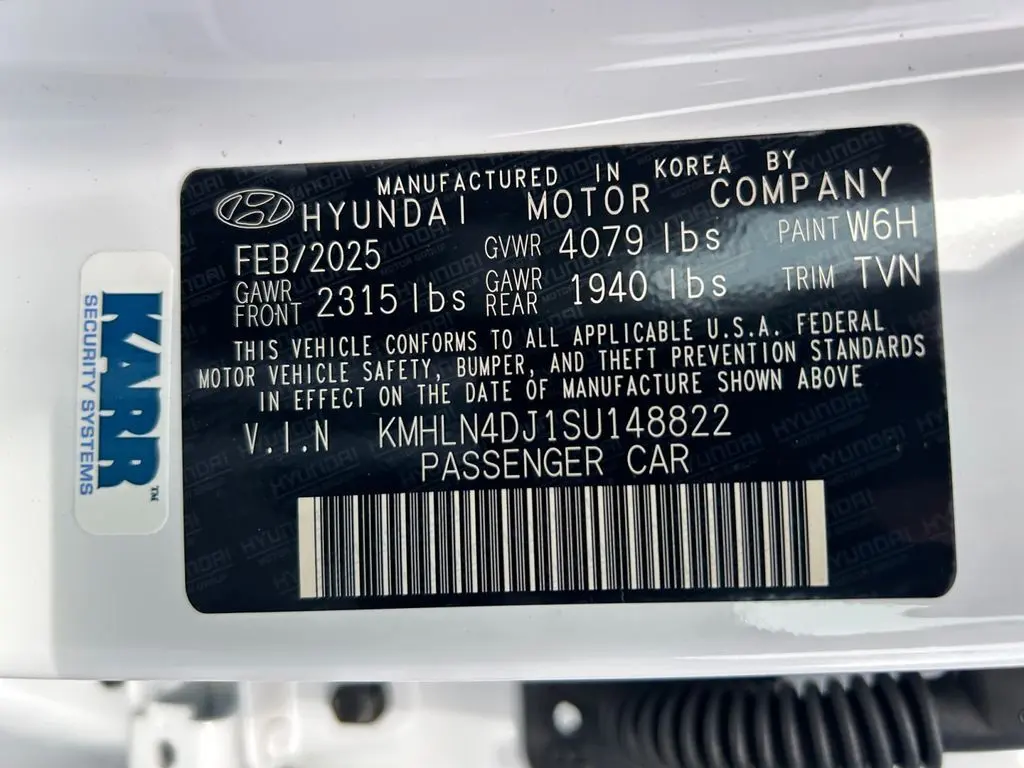 MANUFACTURED IN KOREA BY
HYUNDAI MOTOR COMPANY
FEB/2025 GVWR 4079 lbs PAINT W6H
GAWR FRONT 2315 lbs GAWR REAR 1940 lbs TRIM TVN
THIS VEHICLE CONFORMS TO ALL APPLICABLE U.S.A. FEDERAL
MOTOR VEHICLE SAFETY, BUMPER, AND THEFT PREVENTION STANDARDS
IN EFFECT ON THE DATE OF MANUFACTURE SHOWN ABOVE
V.I.N KMHLN4DJ1SU148822
PASSENGER CAR
KARR™
SECURITY SYSTEMS